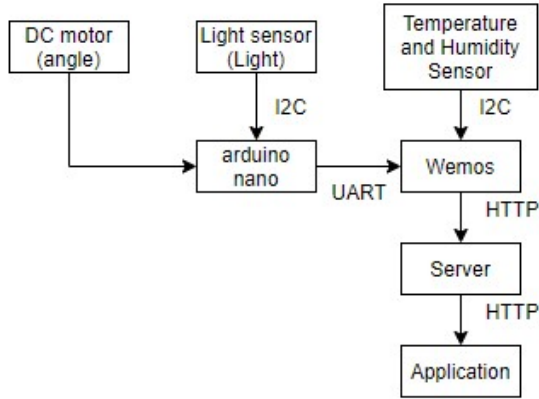 DC motor
(angle)
Light sensor
(Light)
Temperature
and Humidity
Sensor
I2C
I2C
arduino
nano
UART
Wemos
HTTP
Server
HTTP
Application